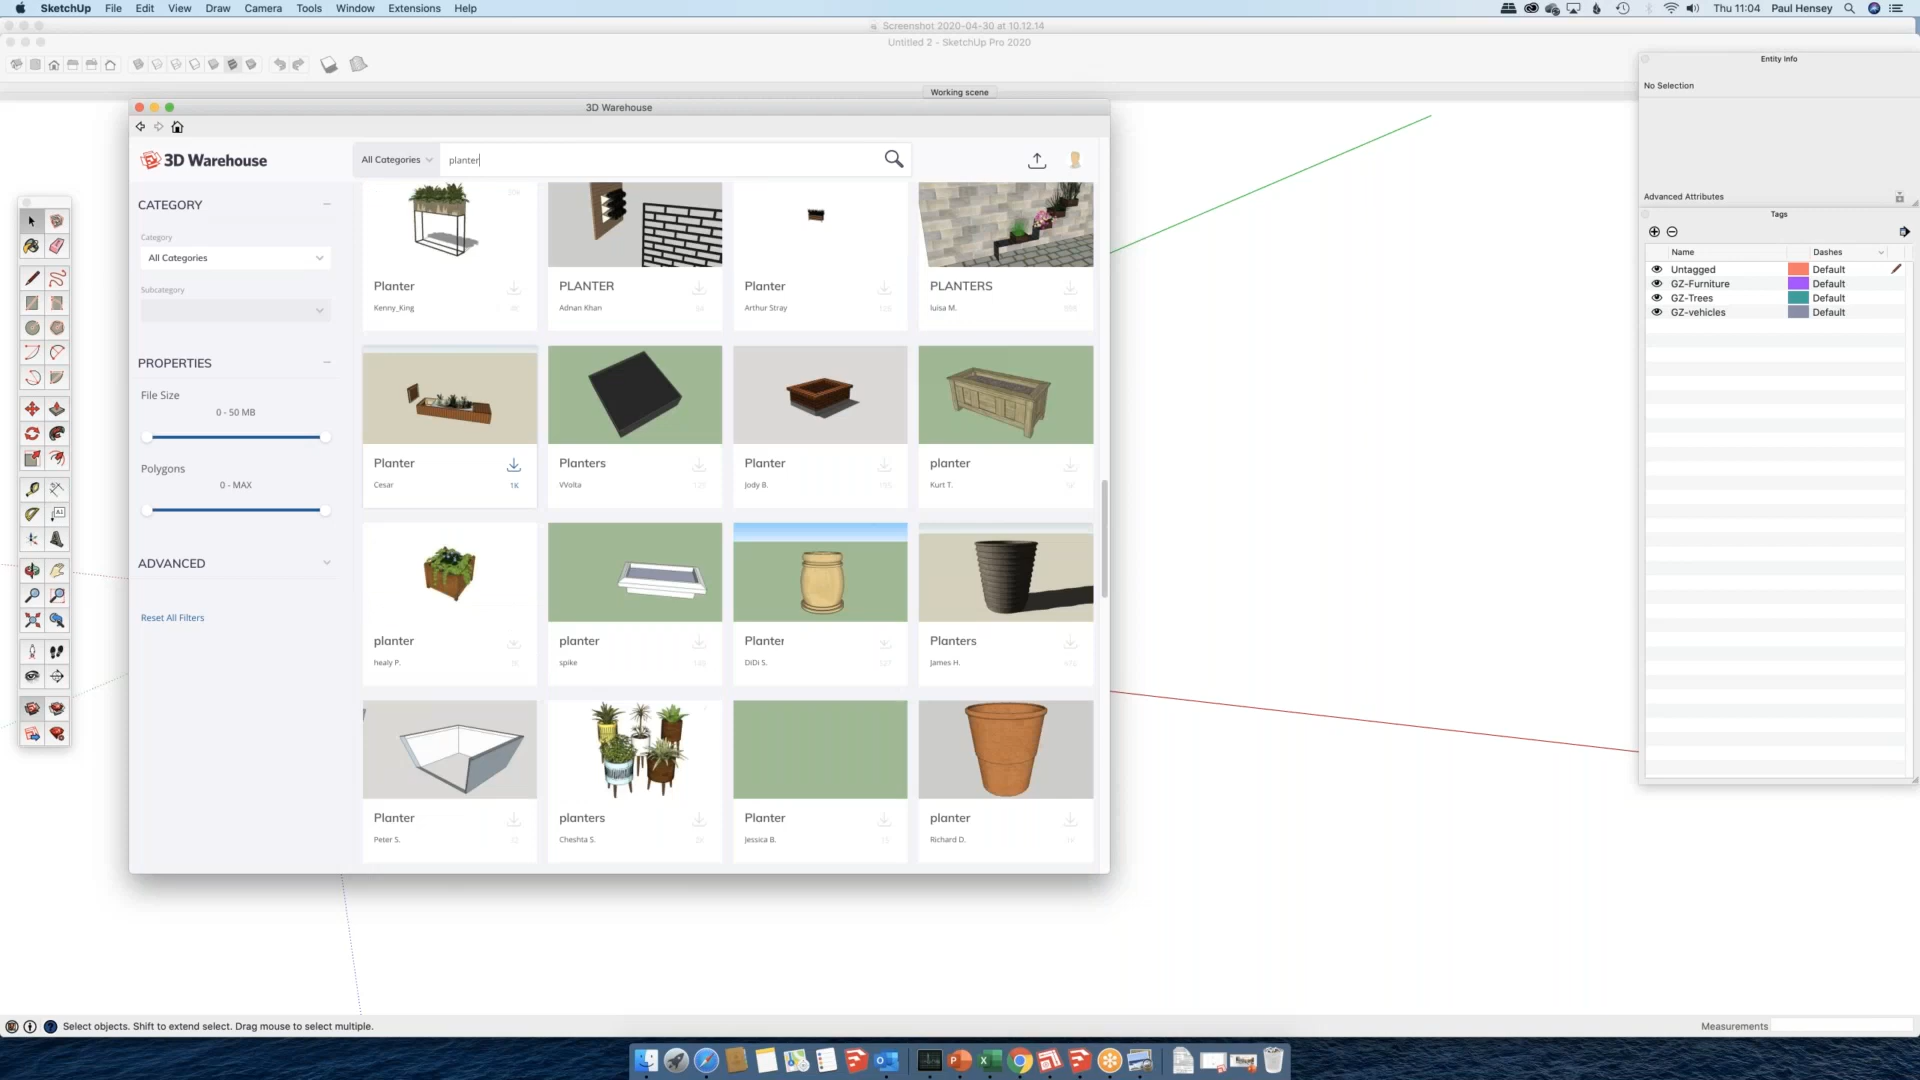 SketchUp File Edit View Draw Camera Tools Window Extensions Help
Thu 11:04 Paul Hensey
Screenshot 2020-04-30 at 10.12.14
Untitled 2 - SketchUp Pro 2020
Working scene
3D Warehouse
3D Warehouse
All Categories
planter
CATEGORY
Category
All Categories
Subcategory
PROPERTIES
File Size
0 - 50 MB
Polygons
0 - MAX
ADVANCED
Reset All Filters
Planter
Kenny_King
PLANTER
Adnan Khan
Planter
Arthur Stray
PLANTERS
luisa M.
Planter
Cesar
1K
Planters
VVolta
Planter
Jody B.
planter
Kurt T.
planter
healy P.
planter
spike
Planter
DiDi S.
Planters
James H.
Planter
Peter S.
planters
Cheshta S.
Planter
Jessica B.
planter
Richard D.
Entity Info
No Selection
Advanced Attributes
Tags
Name Dashes
Untagged Default
GZ-Furniture Default
GZ-Trees Default
GZ-vehicles Default
Select objects. Shift to extend select. Drag mouse to select multiple.
Measurements